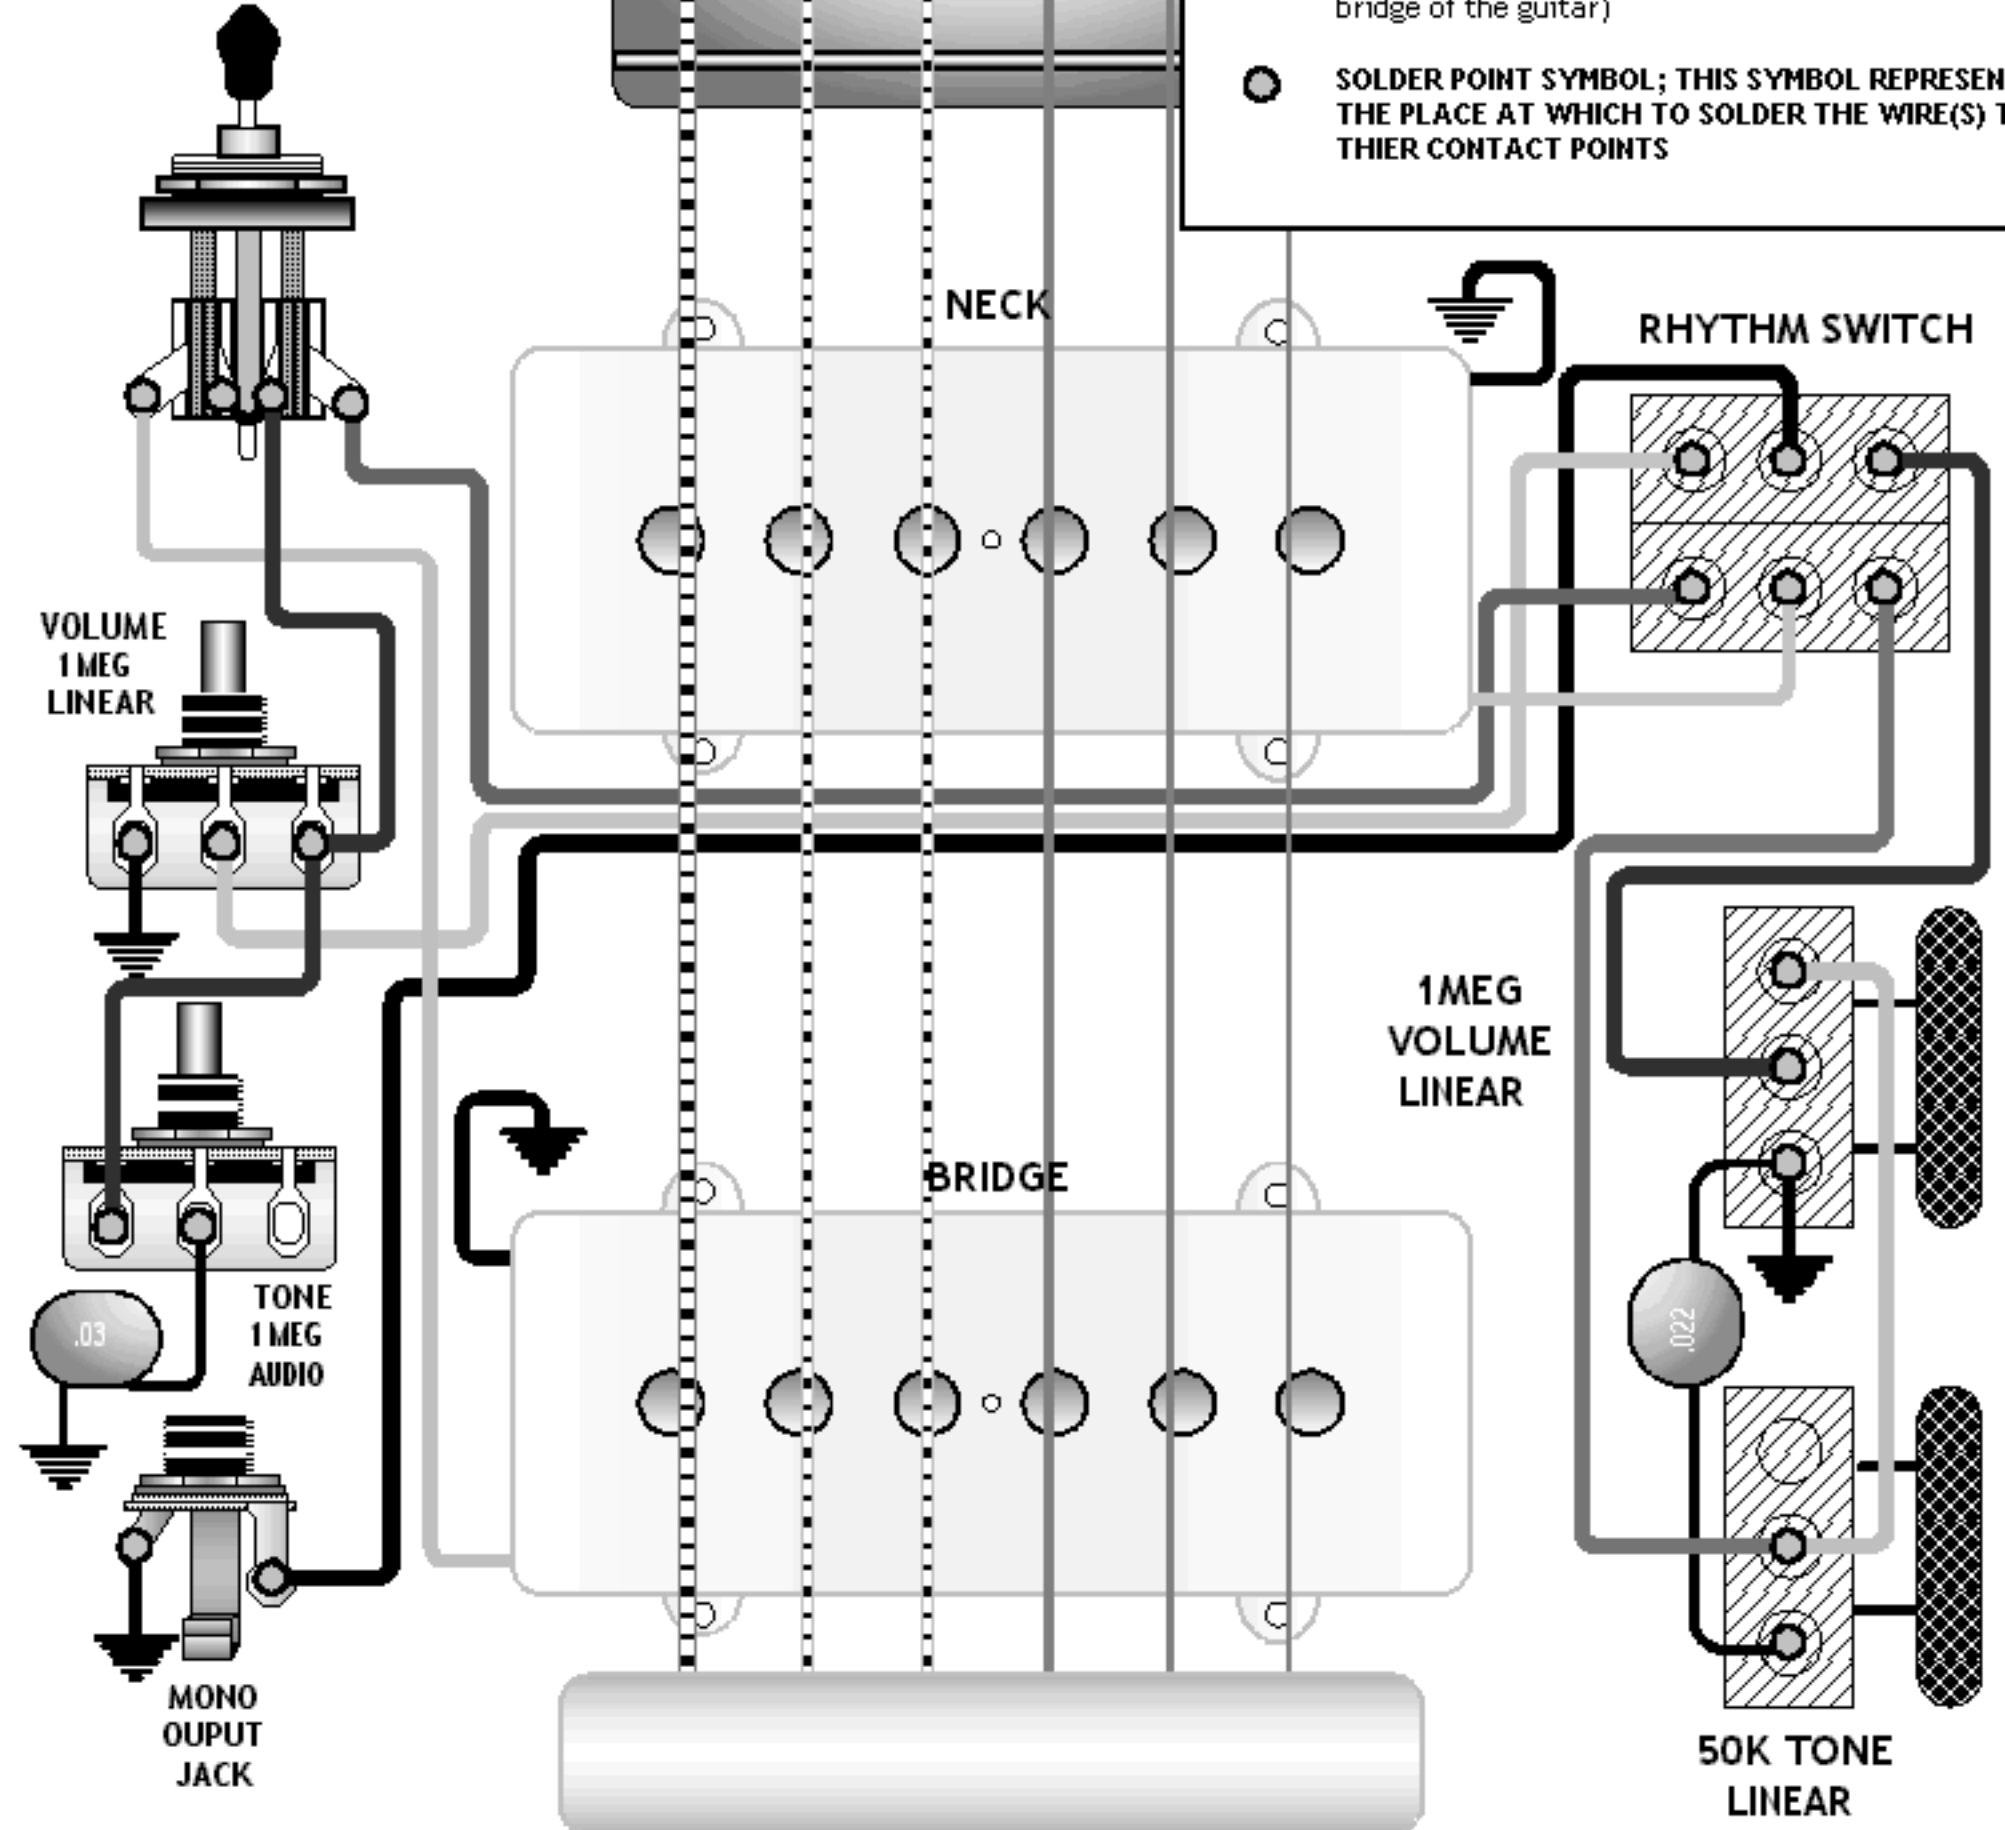 bridge of the guitar)
SOLDER POINT SYMBOL; THIS SYMBOL REPRESEN
THE PLACE AT WHICH TO SOLDER THE WIRE(S) T
THIER CONTACT POINTS
NECK
RHYTHM SWITCH
VOLUME
1 MEG
LINEAR
1MEG
VOLUME
LINEAR
BRIDGE
TONE
1 MEG
AUDIO
.03
.022
MONO
OUPUT
JACK
50K TONE
LINEAR